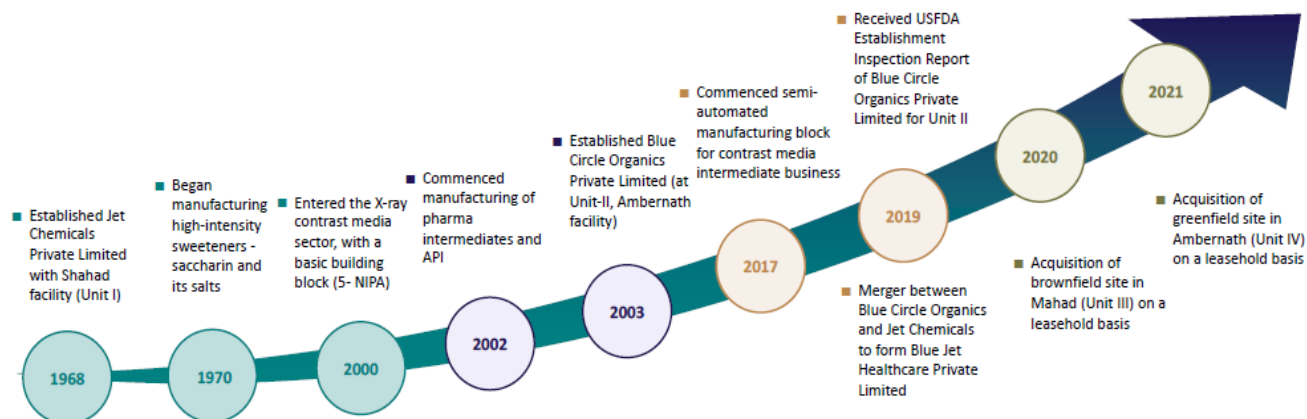 ■ Established Jet
Chemicals
Private Limited
with Shahad
facility (Unit I)
1968
■ Began
manufacturing
high-intensity
sweeteners -
saccharin and
its salts
1970
■ Entered the X-ray
contrast media
sector, with a
basic building
block (5- NIPA)
2000
■ Commenced
manufacturing of
pharma
intermediates and
API
2002
■ Established Blue
Circle Organics
Private Limited (at
Unit-II, Ambernath
facility)
2003
■ Commenced semi-
automated
manufacturing block
for contrast media
intermediate business
2017
■ Received USFDA
Establishment
Inspection Report
of Blue Circle
Organics Private
Limited for Unit II
2019
■ Merger between
Blue Circle Organics
and Jet Chemicals
to form Blue Jet
Healthcare Private
Limited
2020
■ Acquisition of
brownfield site in
Mahad (Unit III) on a
leasehold basis
2021
■ Acquisition of
greenfield site in
Ambernath (Unit IV)
on a leasehold basis